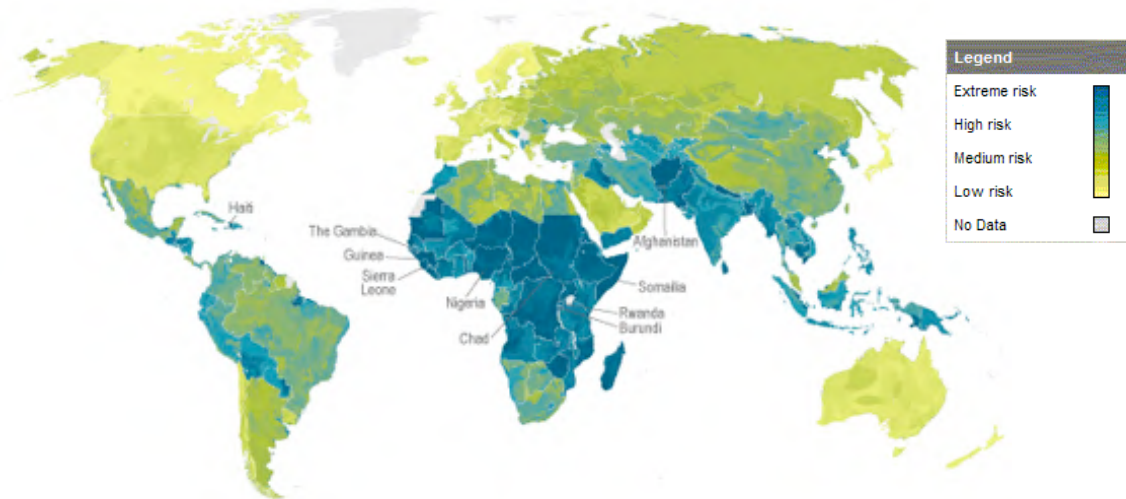 Legend
Extreme risk
High risk
Medium risk
Low risk
No Data
Haiti
The Gambia
Guinea
Sierra
Leone
Nigeria
Chad
Afghanistan
Somailia
Rwanda
Burundi